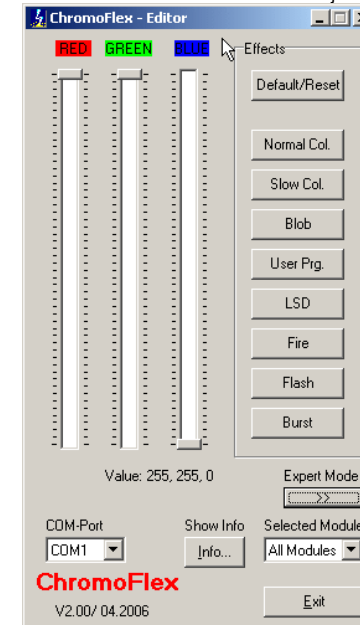 ChromoFlex - Editor
RED GREEN BLUE
Effects
Default/Reset
Normal Col.
Slow Col.
Blob
User Prg.
LSD
Fire
Flash
Burst
Value: 255, 255, 0
Expert Mode
>>
COM-Port Show Info Selected Module
COM1 Info... All Modules
ChromoFlex
V2.00/ 04.2006
Exit